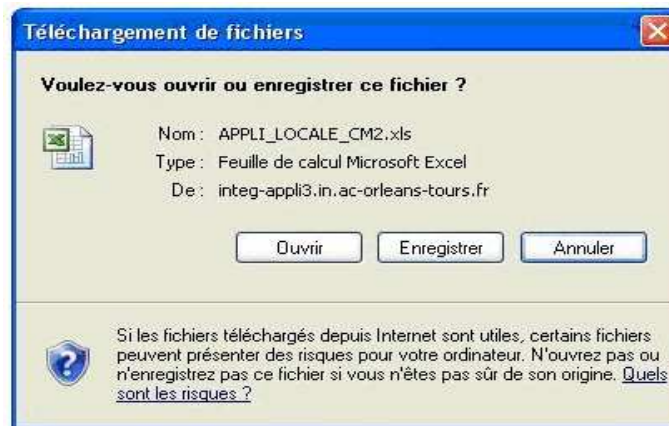 Téléchargement de fichiers
Voulez-vous ouvrir ou enregistrer ce fichier ?
Nom : APPLI_LOCALE_CM2.xls
Type : Feuille de calcul Microsoft Excel
De : integ-appli3.in.ac-orleans-tours.fr
Ouvrir Enregistrer Annuler
Si les fichiers téléchargés depuis Internet sont utiles, certains fichiers
peuvent présenter des risques pour votre ordinateur. N'ouvrez pas ou
n'enregistrez pas ce fichier si vous n'êtes pas sûr de son origine. Quels
sont les risques ?